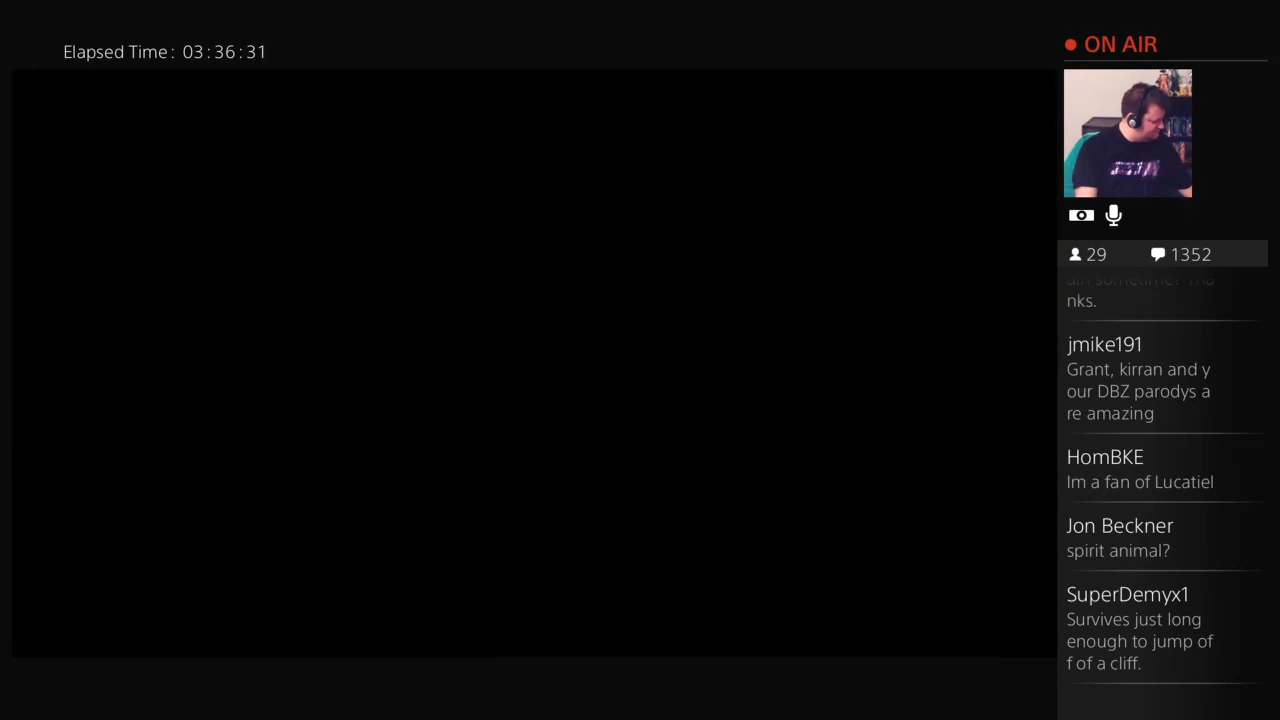 Elapsed Time: 03:36:31
ON AIR
29 1352
nks.
jmike191
Grant, kirran and y
our DBZ parodys a
re amazing
HomBKE
Im a fan of Lucatiel
Jon Beckner
spirit animal?
SuperDemyx1
Survives just long
enough to jump of
f of a cliff.